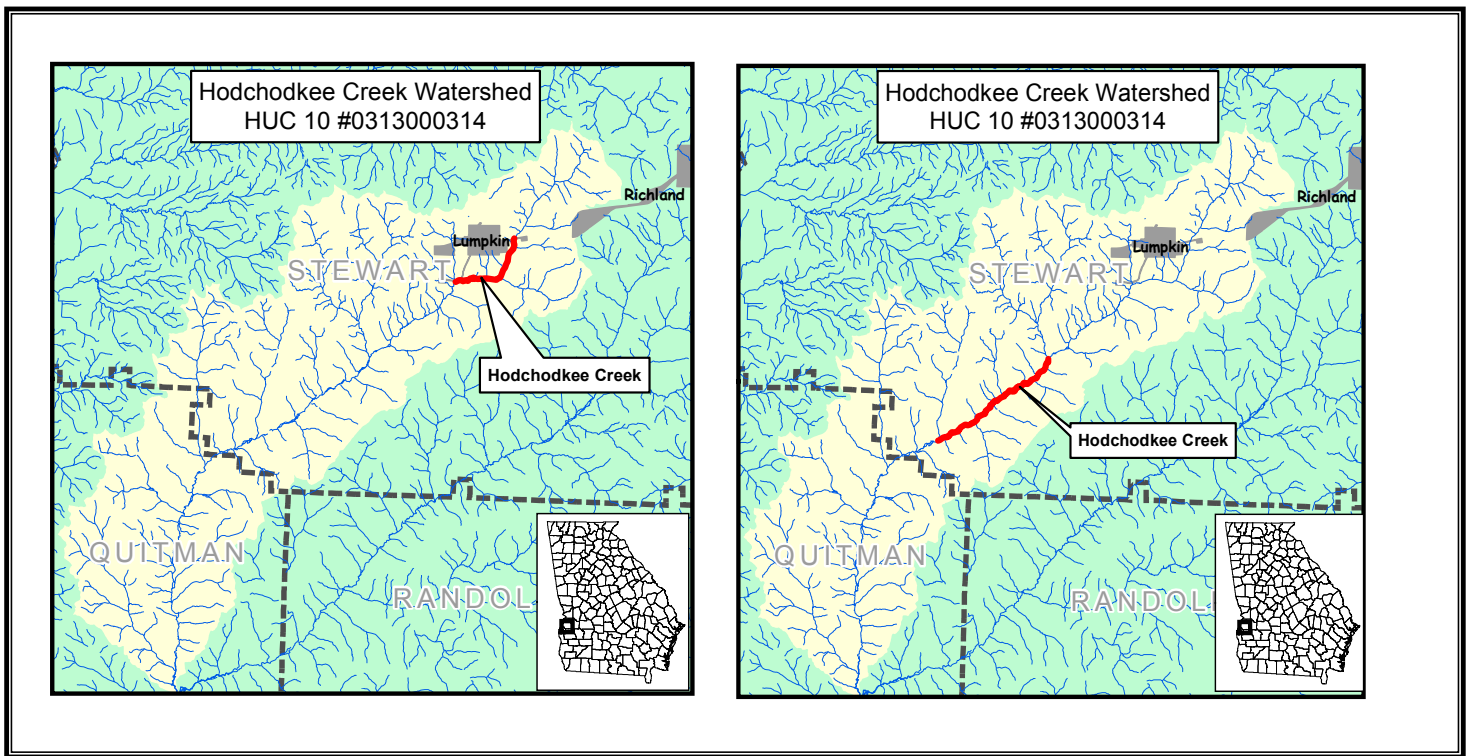 Hodchodkee Creek Watershed
HUC 10 #0313000314
Richland
Lumpkin
STEWART
Hodchodkee Creek
QUITMAN
RANDOL
Hodchodkee Creek Watershed
HUC 10 #0313000314
Richland
Lumpkin
STEWART
Hodchodkee Creek
QUITMAN
RANDOL